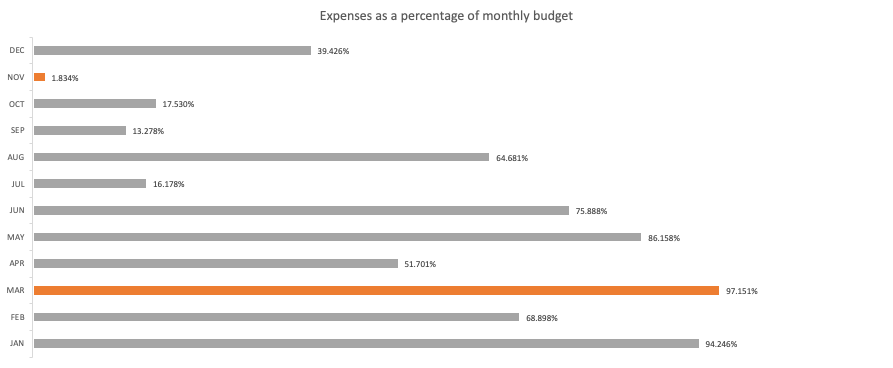 Expenses as a percentage of monthly budget
DEC 39.426%
NOV 1.834%
OCT 17.530%
SEP 13.278%
AUG 64.681%
JUL 16.178%
JUN 75.888%
MAY 86.158%
APR 51.701%
MAR 97.151%
FEB 68.898%
JAN 94.246%